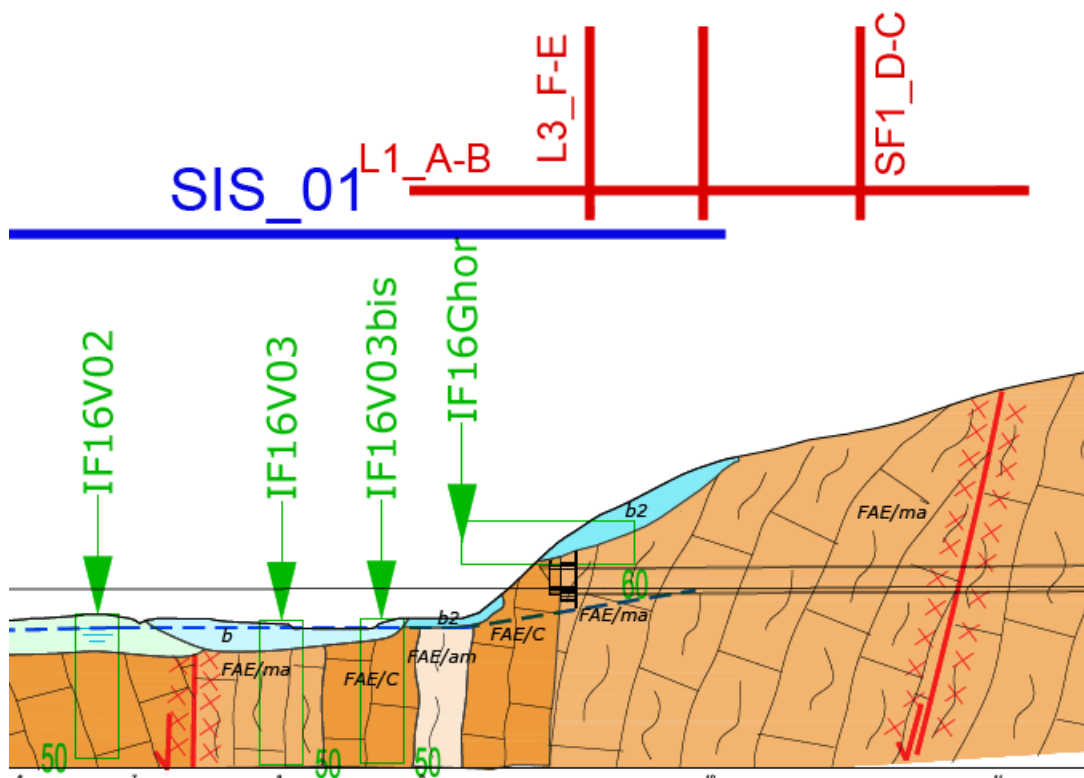 L3_F-E
SF1_D-C
L1_A-B
SIS_01
IF16V02
IF16V03
IF16V03bis
IF16Ghor
b2
FAE/ma
60
b2
b
FAE/ma
FAE/C
FAE/am
FAE/C
FAE/ma
50
50
50